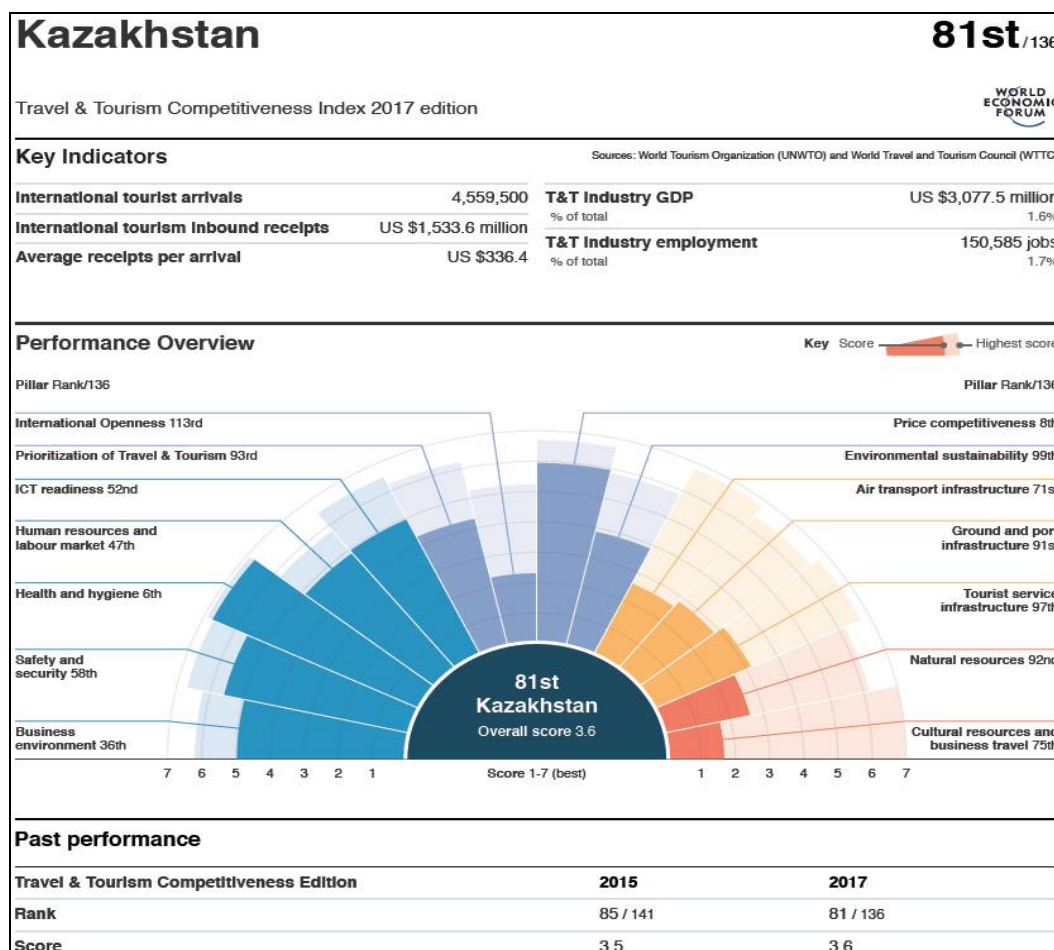 Kazakhstan
81st /136
Travel & Tourism Competitiveness Index 2017 edition
WORLD
ECONOMIC
FORUM
Key Indicators
Sources: World Tourism Organization (UNWTO) and World Travel and Tourism Council (WTTC
International tourist arrivals 4,559,500
International tourism inbound receipts US $1,533.6 million
Average receipts per arrival US $336.4
T&T industry GDP US $3,077.5 million
% of total 1.6%
T&T industry employment 150,585 jobs
% of total 1.7%
Performance Overview
Key Score Highest score
Pillar Rank/136
Pillar Rank/136
International Openness 113rd
Prioritization of Travel & Tourism 93rd
ICT readiness 52nd
Human resources and
labour market 47th
Health and hygiene 6th
Safety and
security 58th
Business
environment 36th
Price competitiveness 8th
Environmental sustainability 99th
Air transport infrastructure 71s
Ground and por
infrastructure 91s
Tourist service
infrastructure 97th
Natural resources 92nd
Cultural resources and
business travel 75th
81st
Kazakhstan
Overall score 3.6
7 6 5 4 3 2 1 Score 1-7 (best) 1 2 3 4 5 6 7
Past performance
Travel & Tourism Competitiveness Edition 2015 2017
Rank 85 / 141 81 / 136
Score 3.5 3.6